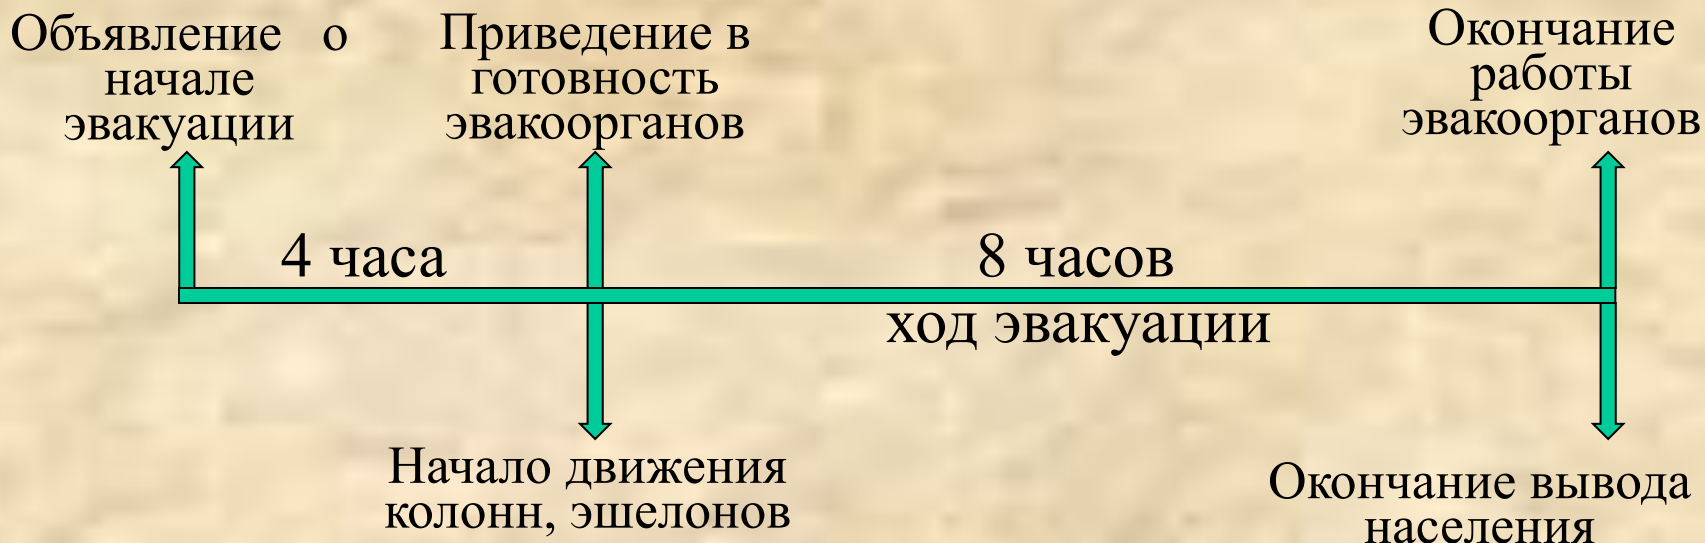 Объявление о
начале
эвакуации
Приведение в
готовность
эвакоорганов
Окончание
работы
эвакоорганов
4 часа
8 часов
ход эвакуации
Начало движения
колонн, эшелонов
Окончание вывода
населения